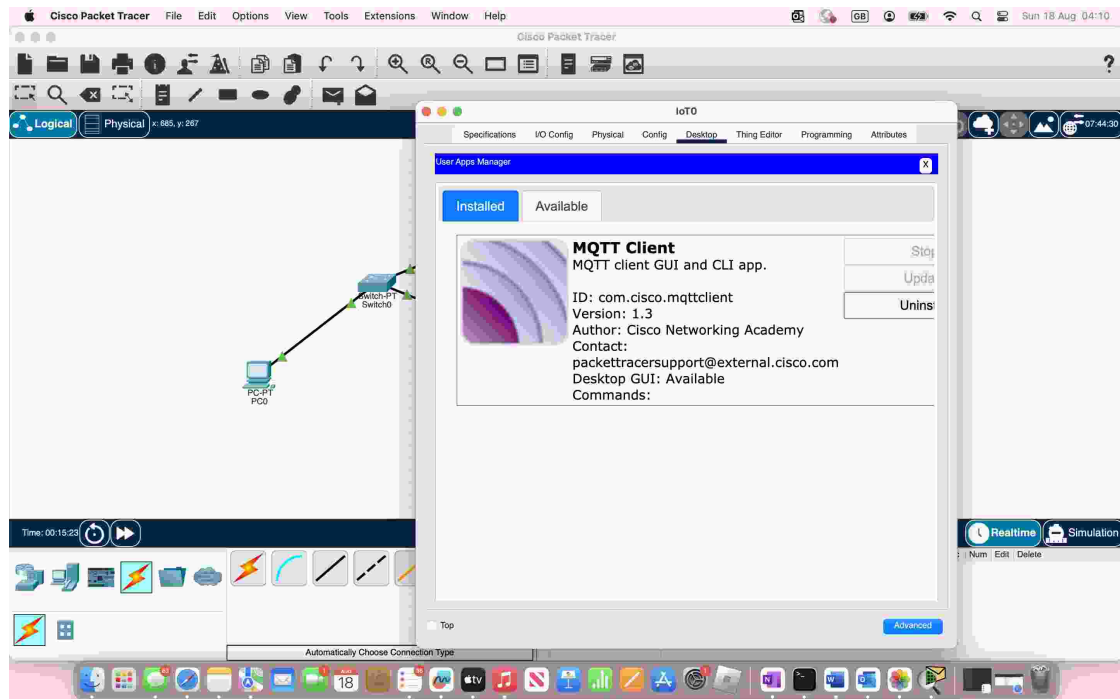 Cisco Packet Tracer File Edit Options View Tools Extensions Window Help GB Sun 18 Aug 04:10
Cisco Packet Tracer
?
Logical Physical x: 685, y: 267
07:44:30
IoT0
Specifications I/O Config Physical Config Desktop Thing Editor Programming Attributes
User Apps Manager X
Installed Available
MQTT Client
MQTT client GUI and CLI app.
ID: com.cisco.mqttclient
Version: 1.3
Author: Cisco Networking Academy
Contact:
packettracersupport@external.cisco.com
Desktop GUI: Available
Commands:
Stop
Upda
Unins
Switch-PT
Switch0
PC-PT
PC0
Time: 00:15:23
Realtime Simulation
Num Edit Delete
Top Advanced
Automatically Choose Connection Type
tv
18